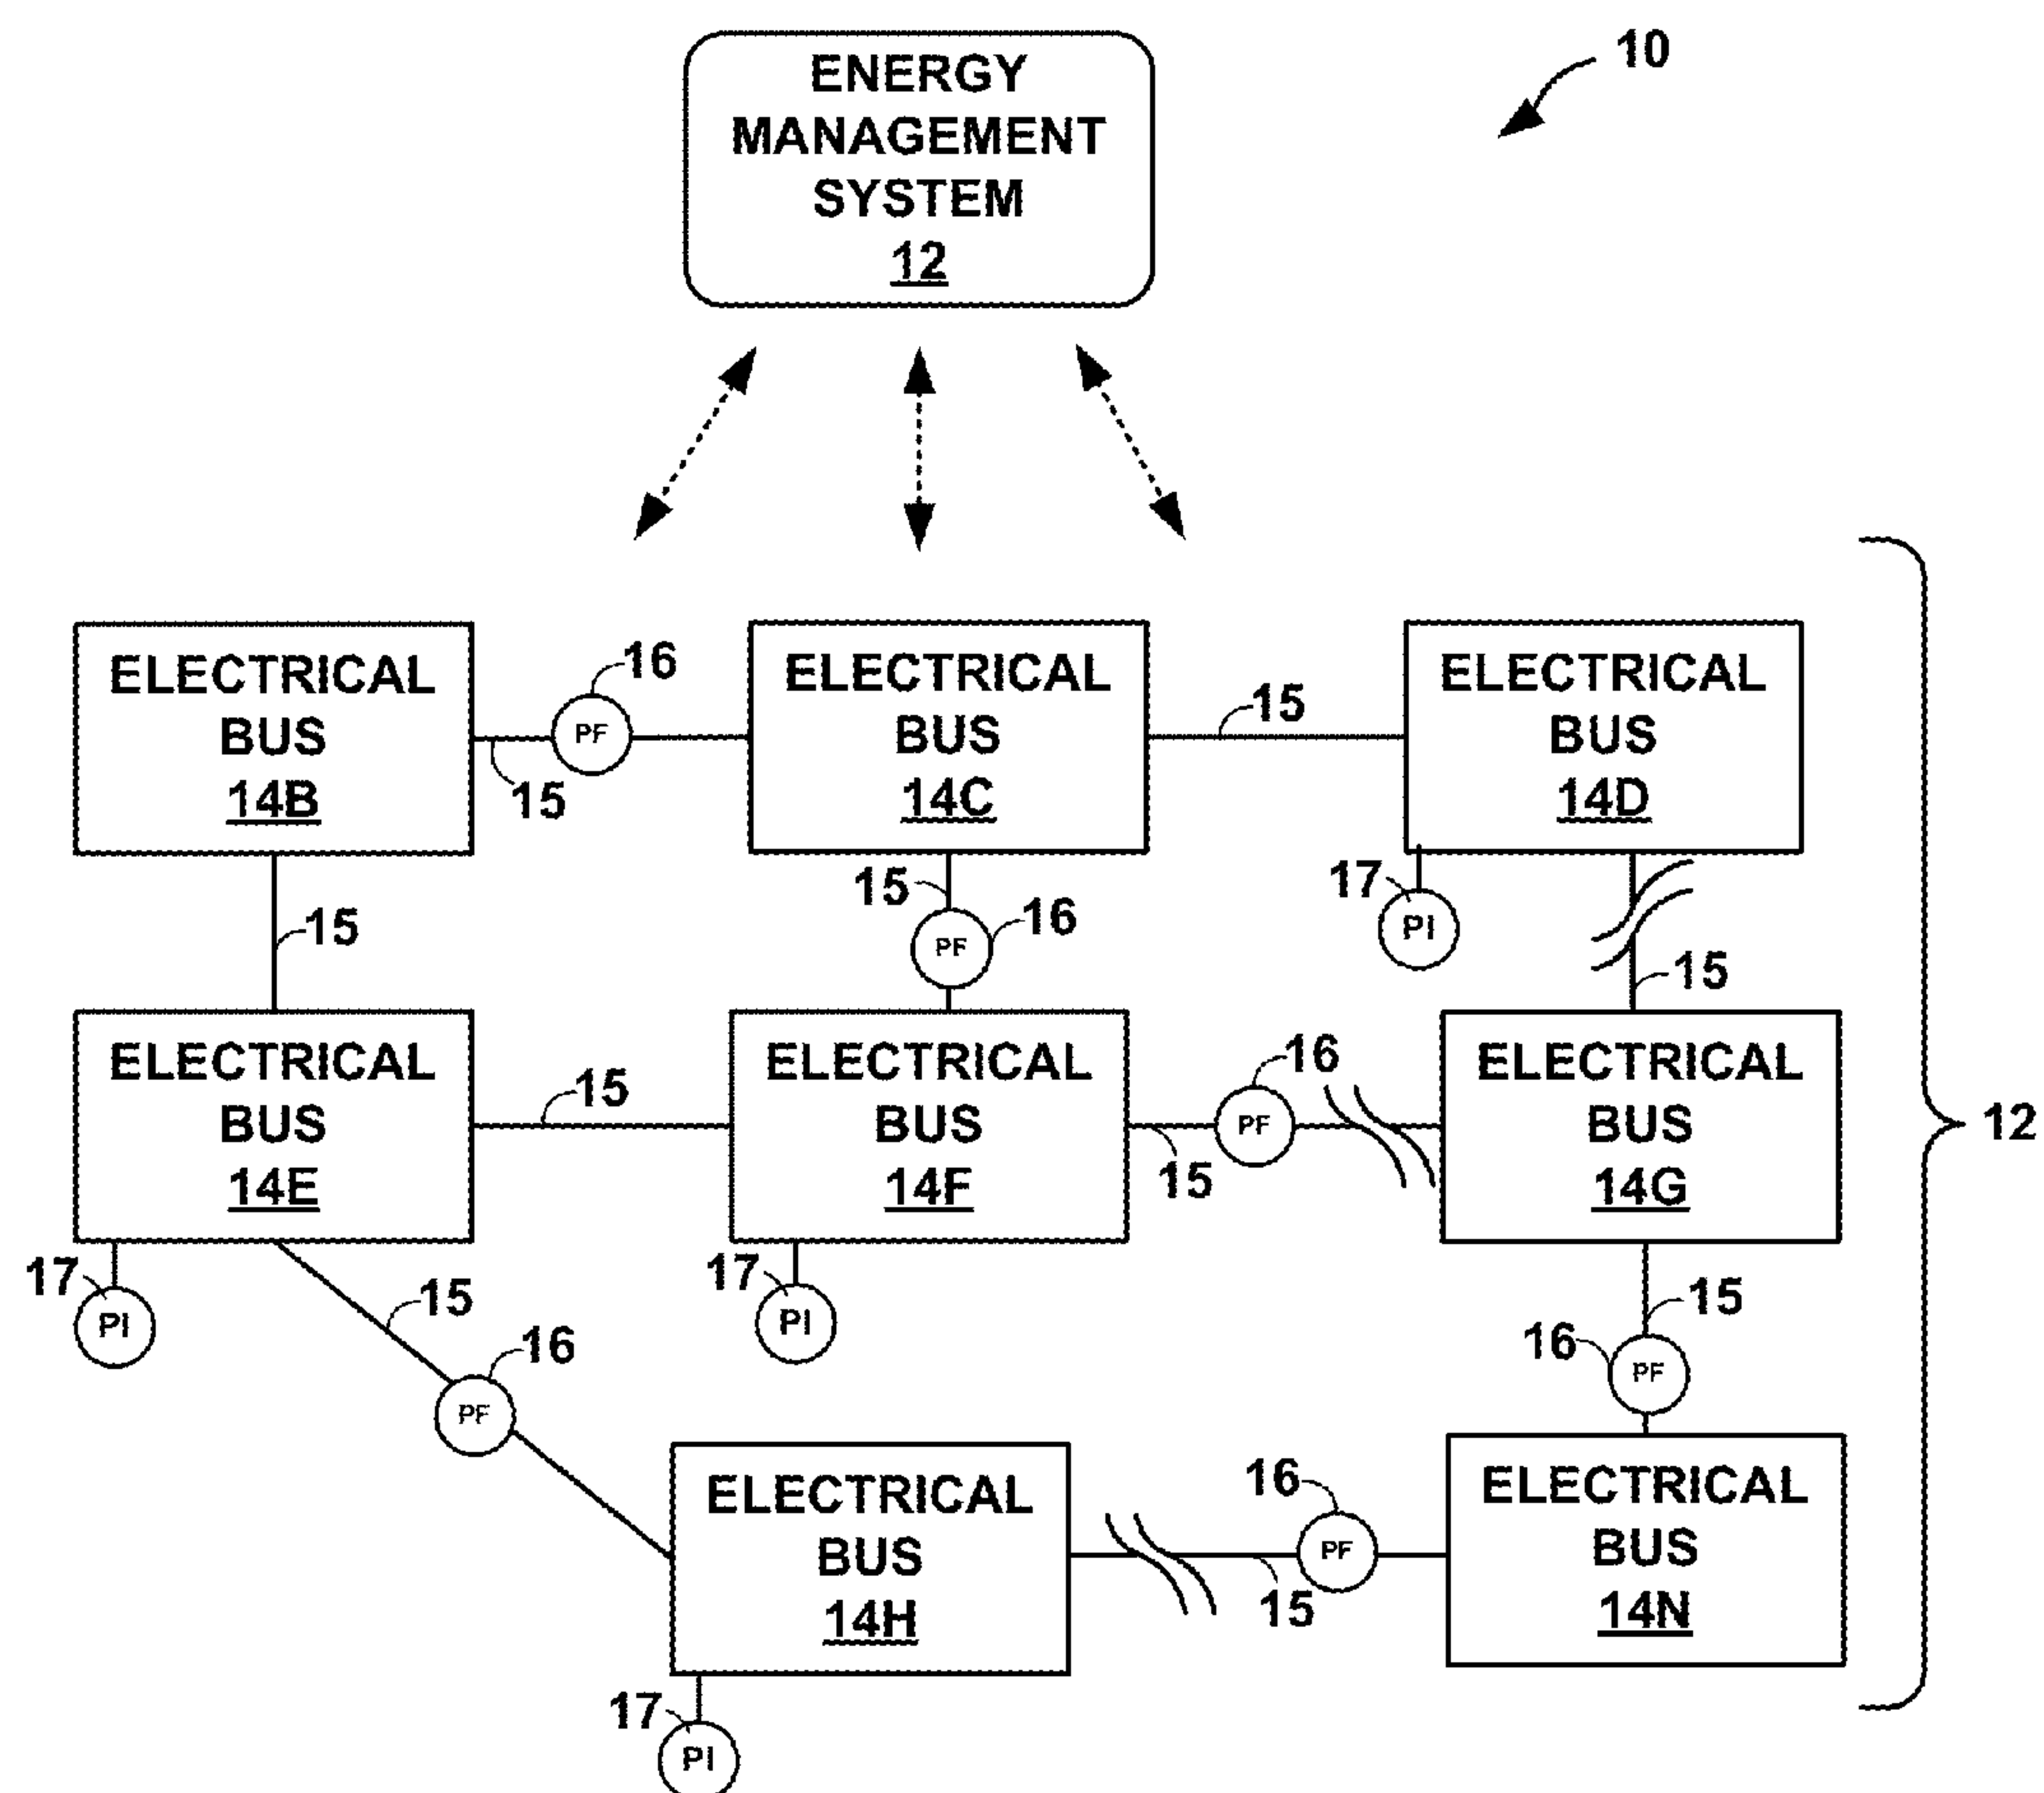 10
ENERGY
MANAGEMENT
SYSTEM
12
ELECTRICAL
BUS
14B
16
PF
15
ELECTRICAL
BUS
14C
15
ELECTRICAL
BUS
14D
15
15
PF
16
17
PI
15
ELECTRICAL
BUS
14E
15
ELECTRICAL
BUS
14F
15
16
PF
ELECTRICAL
BUS
14G
12
17
PI
15
16
PF
17
PI
15
16
PF
ELECTRICAL
BUS
14H
16
PF
15
ELECTRICAL
BUS
14N
17
PI